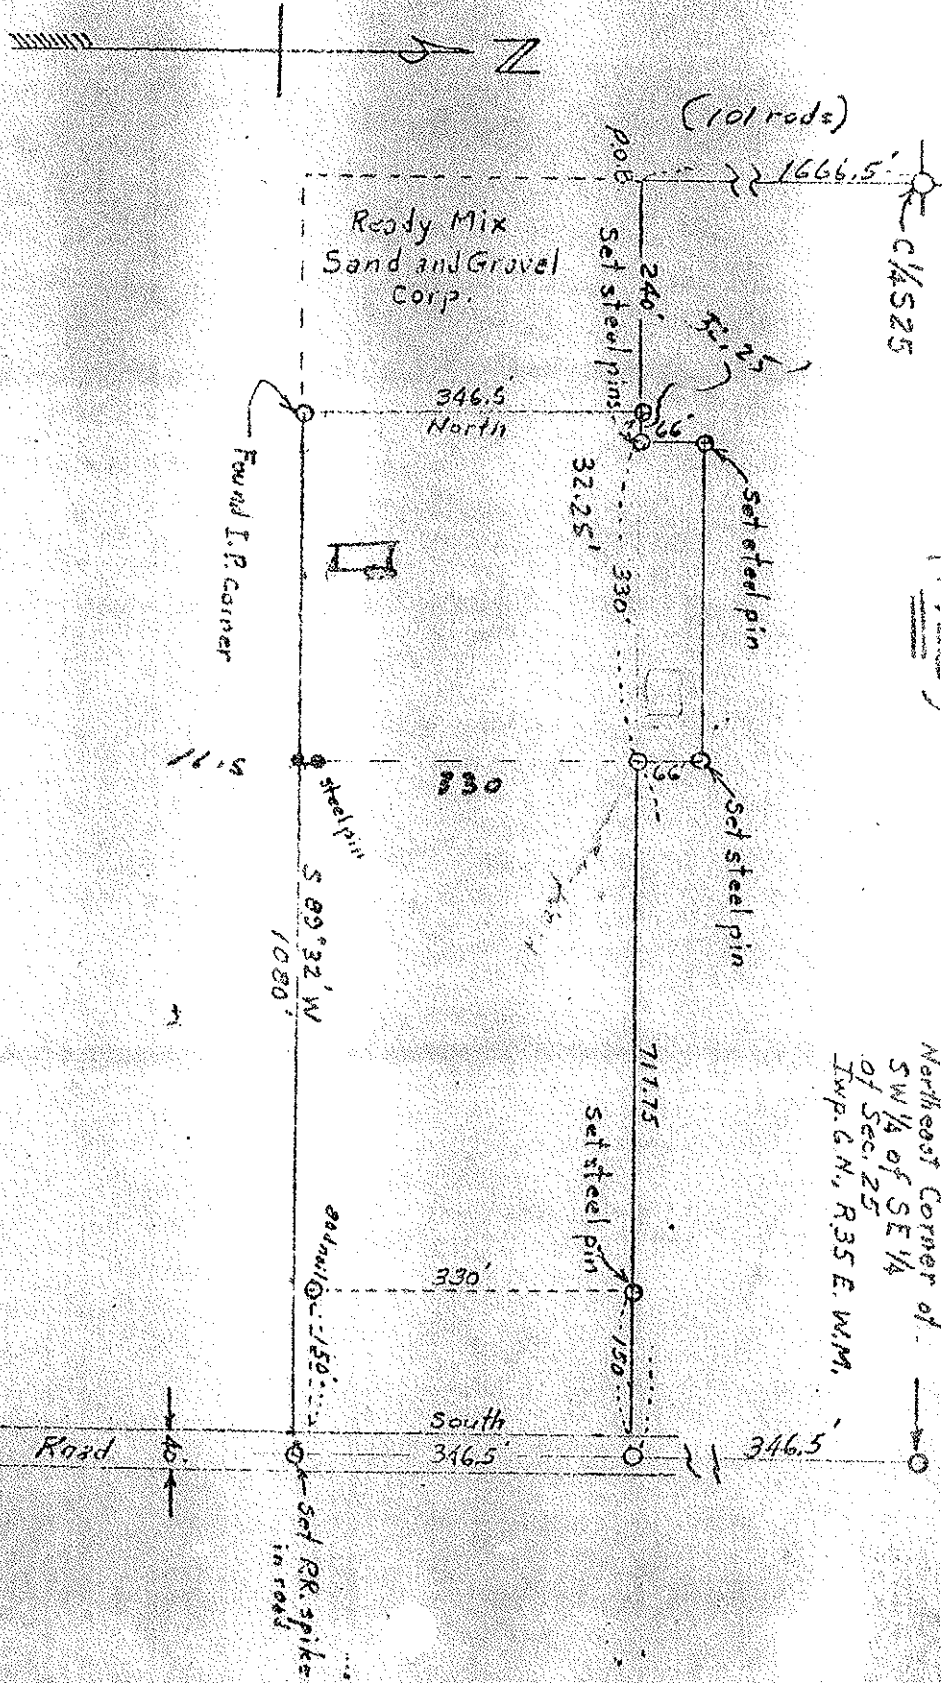 N
(101 rods)
1666.5'
C1/4S25
P.O.B
Ready Mix
Sand and Gravel
Corp.
240'
Set steel pins
346.5'
North
66'
Found I.P. corner
32.25'
330'
Set steel pin
66
Set steel pin
steel pin
330
S 89°32' W
1080'
717.75
Set steel pin
Northeast Corner of
SW 1/4 of SE 1/4
of Sec. 25
Twp. 6 N., R. 35 E. W.M.
330'
150'
150'
South
346.5'
346.5'
Road
40'
Set RR. spike
in road